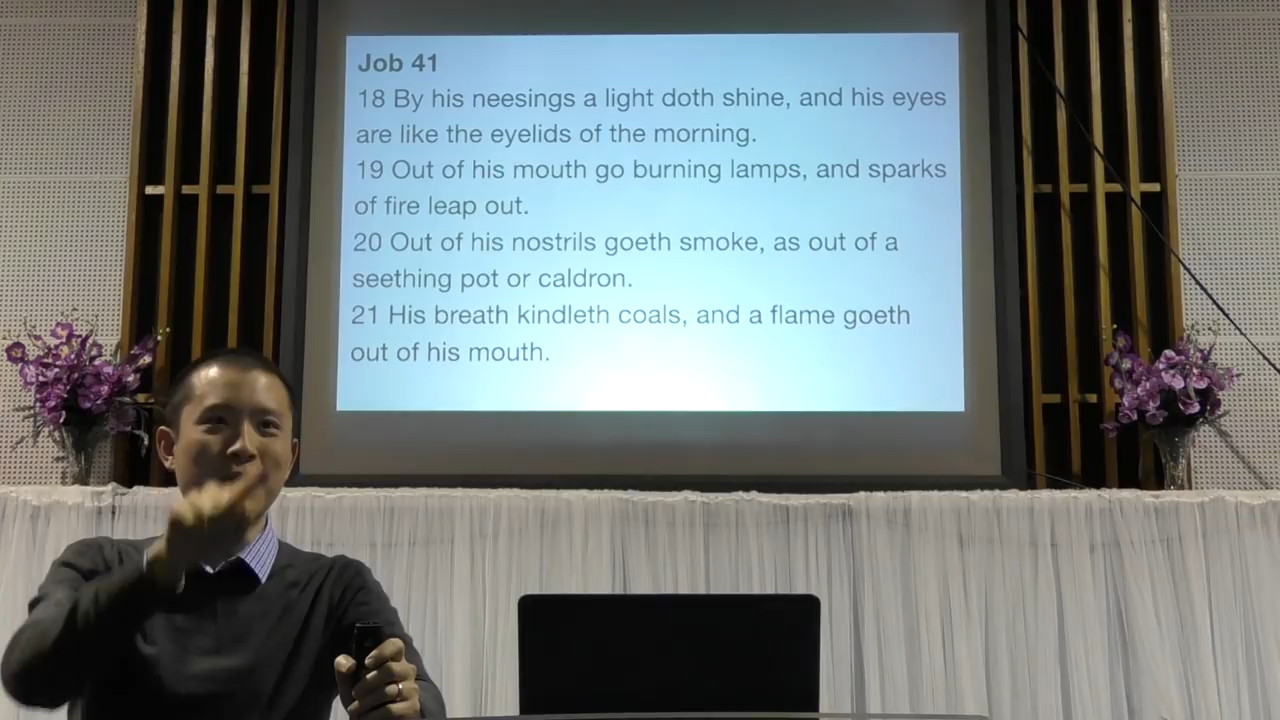 Job 41
18 By his neesings a light doth shine, and his eyes
are like the eyelids of the morning.
19 Out of his mouth go burning lamps, and sparks
of fire leap out.
20 Out of his nostrils goeth smoke, as out of a
seething pot or caldron.
21 His breath kindleth coals, and a flame goeth
out of his mouth.